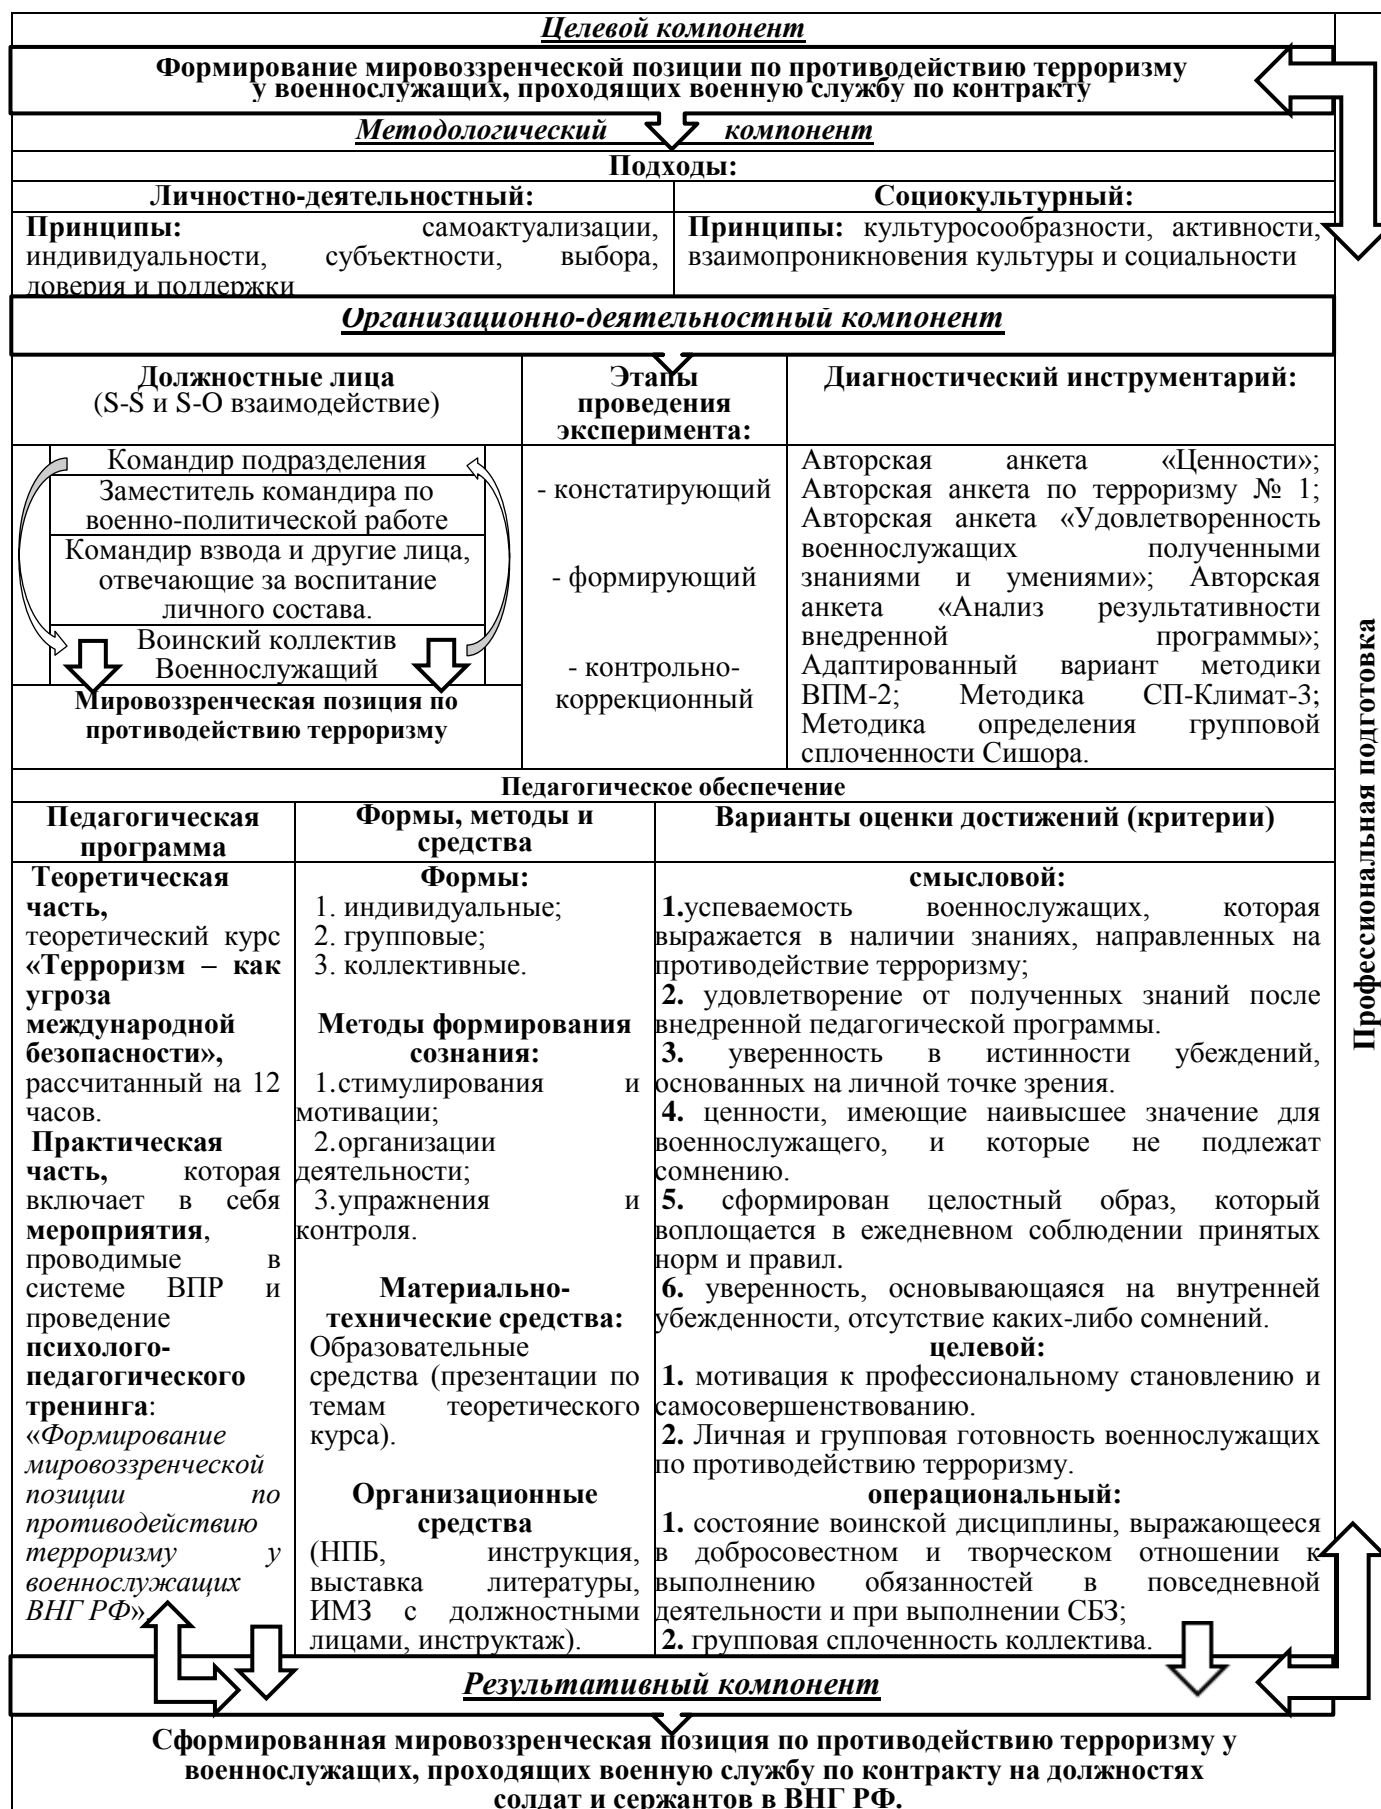 Целевой компонент
Формирование мировоззренческой позиции по противодействию терроризму
у военнослужащих, проходящих военную службу по контракту
Методологический компонент
Подходы:
Личностно-деятельностный:
Принципы: самоактуализации,
индивидуальности, субъектности, выбора,
доверия и поддержки
Социокультурный:
Принципы: культуросообразности, активности,
взаимопроникновения культуры и социальности
Организационно-деятельностный компонент
Должностные лица
(S-S и S-O взаимодействие)
Командир подразделения
Заместитель командира по
военно-политической работе
Командир взвода и другие лица,
отвечающие за воспитание
личного состава.
Воинский коллектив
Военнослужащий
Мировоззренческая позиция по
противодействию терроризму
Этапы
проведения
эксперимента:
- констатирующий
- формирующий
- контрольно-
коррекционный
Диагностический инструментарий:
Авторская анкета «Ценности»;
Авторская анкета по терроризму № 1;
Авторская анкета «Удовлетворенность
военнослужащих полученными
знаниями и умениями»; Авторская
анкета «Анализ результативности
внедренной программы»;
Адаптированный вариант методики
ВПМ-2; Методика СП-Климат-3;
Методика определения групповой
сплоченности Сишора.
Педагогическое обеспечение
Педагогическая
программа
Теоретическая
часть,
теоретический курс
«Терроризм – как
угроза
международной
безопасности»,
рассчитанный на 12
часов.
Практическая
часть, которая
включает в себя
мероприятия,
проводимые в
системе ВПР и
проведение
психолого-
педагогического
тренинга:
«Формирование
мировоззренческой
позиции по
противодействию
терроризму у
военнослужащих
ВНГ РФ».
Формы, методы и
средства
Формы:
1. индивидуальные;
2. групповые;
3. коллективные.
Методы формирования
сознания:
1.стимулирования и
мотивации;
2.организации
деятельности;
3.упражнения и
контроля.
Материально-
технические средства:
Образовательные
средства (презентации по
темам теоретического
курса).
Организационные
средства
(НПБ, инструкция,
выставка литературы,
ИМЗ с должностными
лицами, инструктаж).
Варианты оценки достижений (критерии)
смысловой:
1.успеваемость военнослужащих, которая
выражается в наличии знаниях, направленных на
противодействие терроризму;
2. удовлетворение от полученных знаний после
внедренной педагогической программы.
3. уверенность в истинности убеждений,
основанных на личной точке зрения.
4. ценности, имеющие наивысшее значение для
военнослужащего, и которые не подлежат
сомнению.
5. сформирован целостный образ, который
воплощается в ежедневном соблюдении принятых
норм и правил.
6. уверенность, основывающаяся на внутренней
убежденности, отсутствие каких-либо сомнений.
целевой:
1. мотивация к профессиональному становлению и
самосовершенствованию.
2. Личная и групповая готовность военнослужащих
по противодействию терроризму.
операциональный:
1. состояние воинской дисциплины, выражающееся
в добросовестном и творческом отношении к
выполнению обязанностей в повседневной
деятельности и при выполнении СБЗ;
2. групповая сплоченность коллектива.
Профессиональная подготовка
Результативный компонент
Сформированная мировоззренческая позиция по противодействию терроризму у
военнослужащих, проходящих военную службу по контракту на должностях
солдат и сержантов в ВНГ РФ.